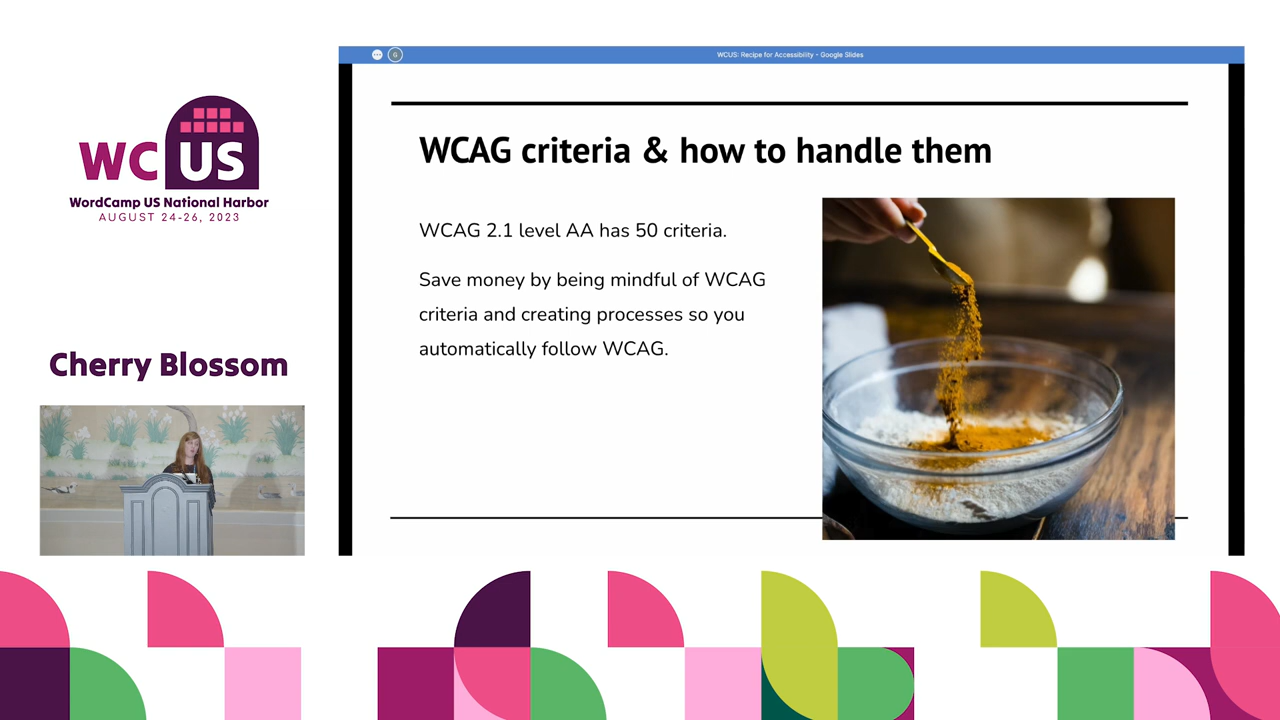 WC US
WordCamp US National Harbor
AUGUST 24-26, 2023
Cherry Blossom
G
WCUS: Recipe for Accessibility - Google Slides
WCAG criteria & how to handle them
WCAG 2.1 level AA has 50 criteria.
Save money by being mindful of WCAG
criteria and creating processes so you
automatically follow WCAG.